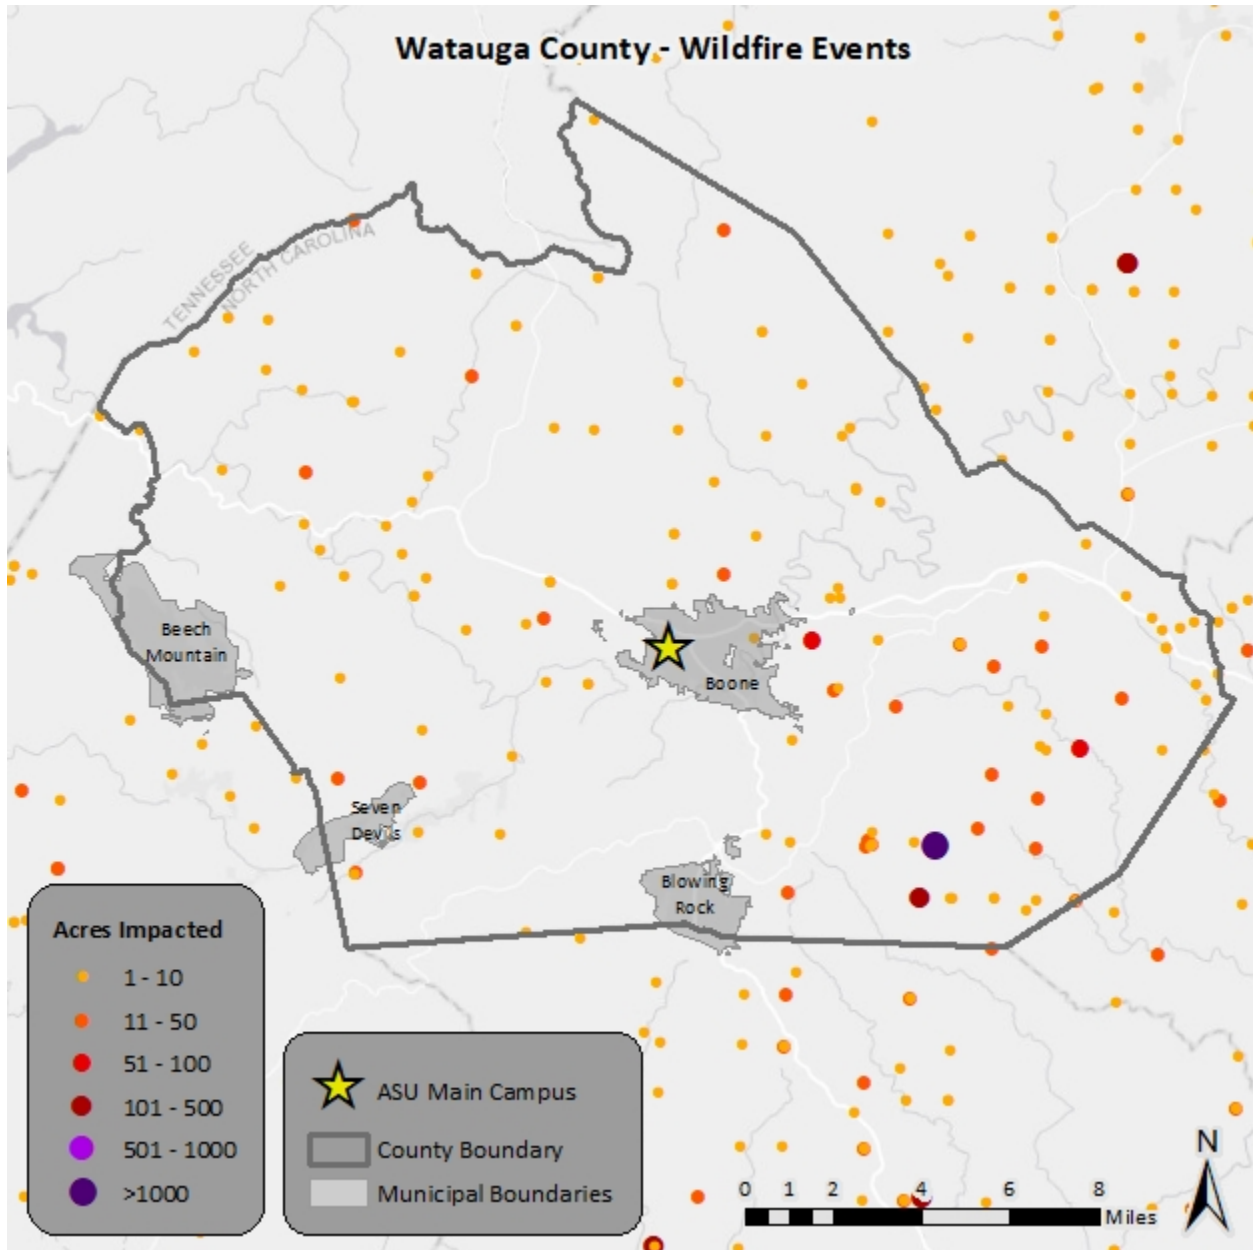 Watauga County - Wildfire Events
TENNESSEE
NORTH CAROLINA
Beech
Mountain
Boone
Seven
Devils
Blowing
Rock
Acres Impacted
1 - 10
11 - 50
51 - 100
101 - 500
501 - 1000
>1000
ASU Main Campus
County Boundary
Municipal Boundaries
N
0 1 2 4 6 8
Miles